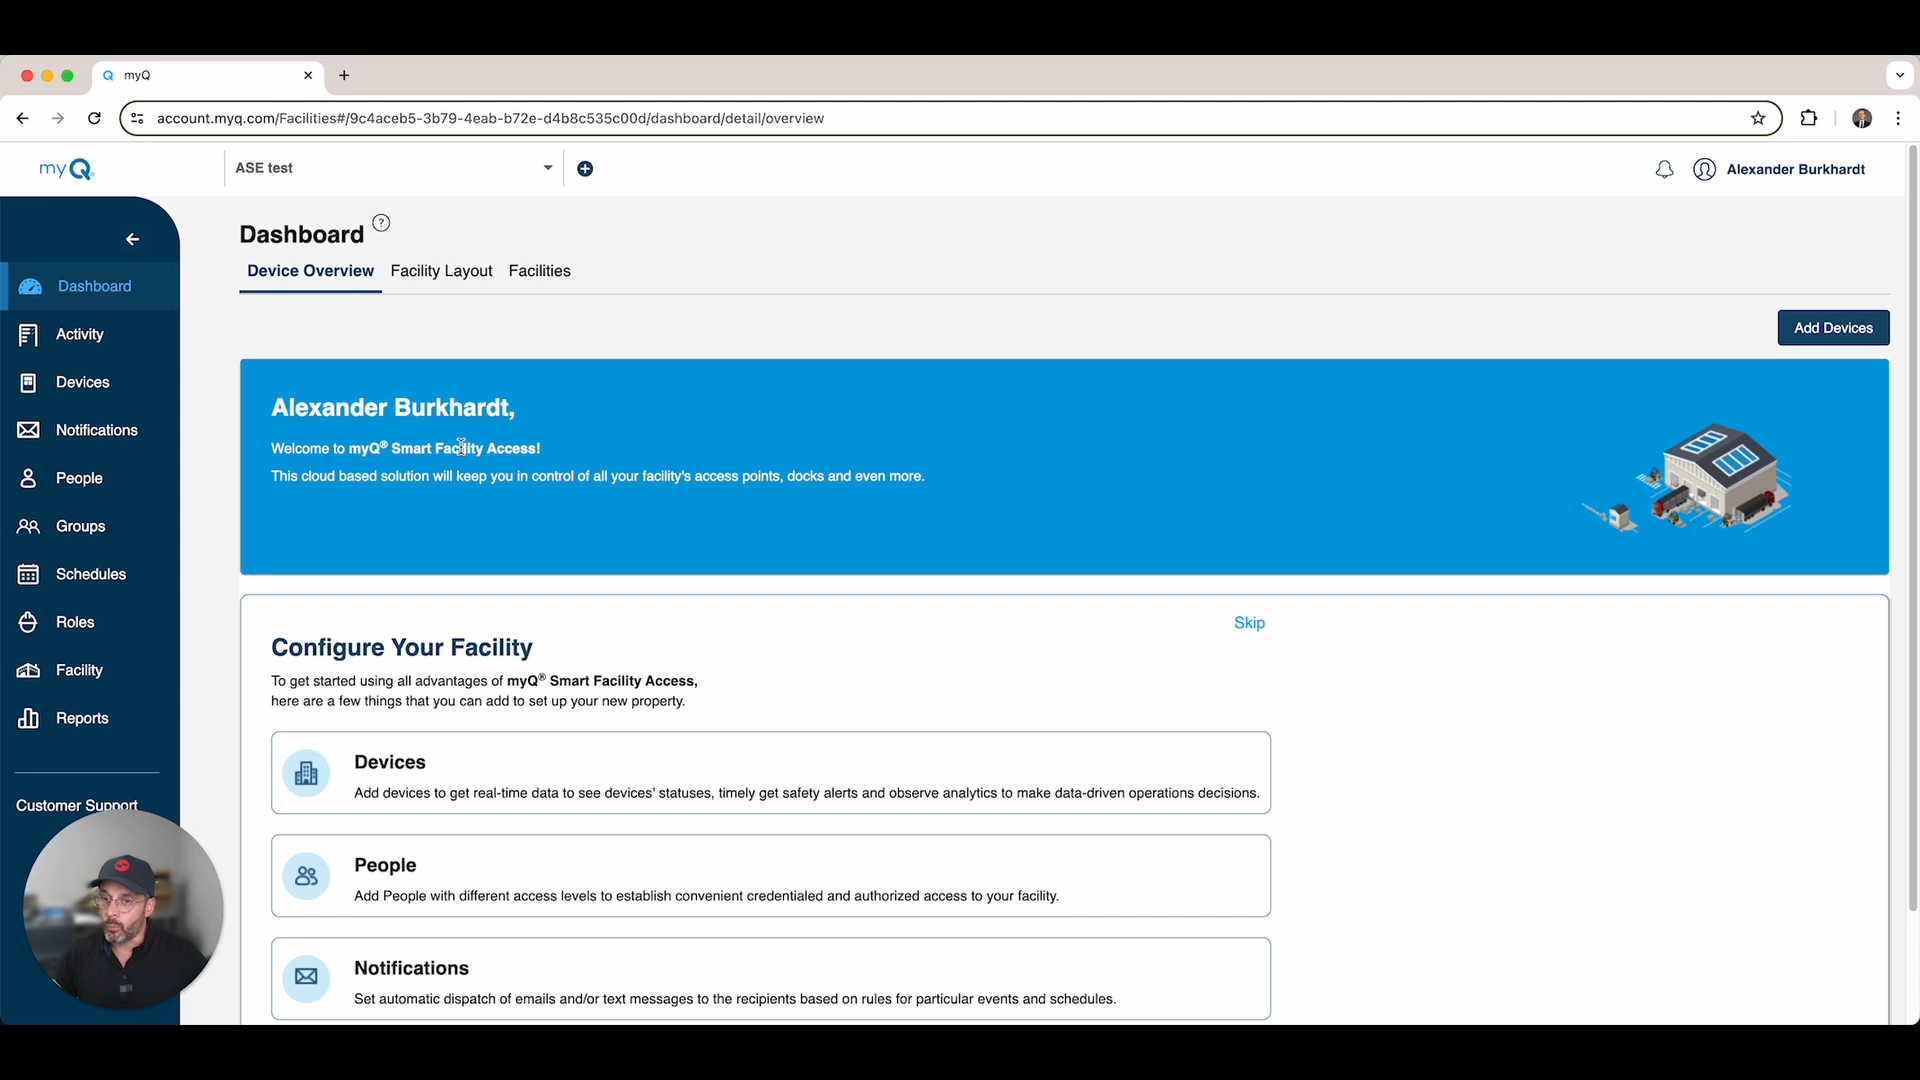 myQ
account.myq.com/Facilities#/9c4aceb5-3b79-4eab-b72e-d4b8c535c00d/dashboard/detail/overview
myQ
ASE test
Alexander Burkhardt
Dashboard ?
Device Overview Facility Layout Facilities
Add Devices
Dashboard
Activity
Devices
Notifications
People
Groups
Schedules
Roles
Facility
Reports
Customer Support
Alexander Burkhardt,
Welcome to myQ® Smart Facility Access!
This cloud based solution will keep you in control of all your facility's access points, docks and even more.
Skip
Configure Your Facility
To get started using all advantages of myQ® Smart Facility Access,
here are a few things that you can add to set up your new property.
Devices
Add devices to get real-time data to see devices' statuses, timely get safety alerts and observe analytics to make data-driven operations decisions.
People
Add People with different access levels to establish convenient credentialed and authorized access to your facility.
Notifications
Set automatic dispatch of emails and/or text messages to the recipients based on rules for particular events and schedules.